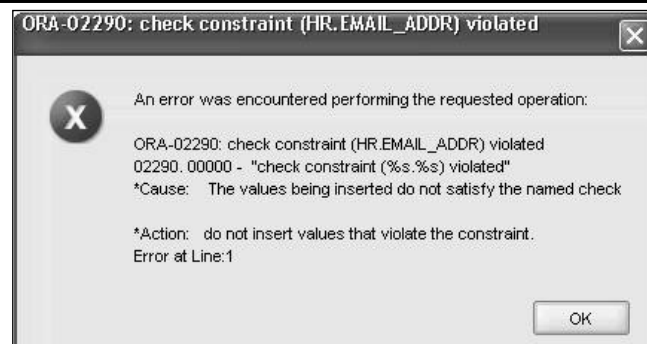 ORA-02290: check constraint (HR.EMAIL_ADDR) violated
An error was encountered performing the requested operation:
ORA-02290: check constraint (HR.EMAIL_ADDR) violated
02290. 00000 - "check constraint (%s.%s) violated"
*Cause: The values being inserted do not satisfy the named check
*Action: do not insert values that violate the constraint.
Error at Line:1
OK